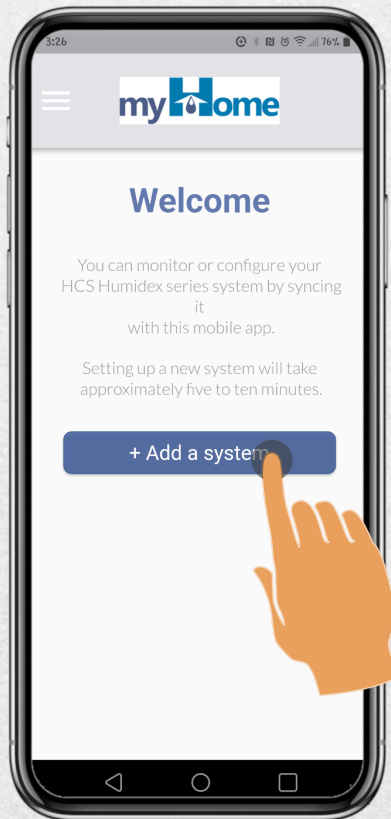 3:26
76%
myHome
Welcome
You can monitor or configure your
HCS Humidex series system by syncing
it
with this mobile app.
Setting up a new system will take
approximately five to ten minutes.
+ Add a system